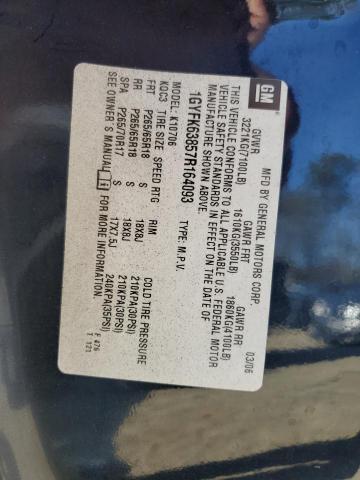 GM
MFD BY GENERAL MOTORS CORP.
03/06
GVWR GAWR FRT GAWR RR
3221KG(7100LB) 1610KG(3550LB) 1860KG(4100LB)
THIS VEHICLE CONFORMS TO ALL APPLICABLE U.S. FEDERAL MOTOR
VEHICLE SAFETY STANDARDS IN EFFECT ON THE DATE OF
MANUFACTURE SHOWN ABOVE.
1GYFK63857R164093 TYPE: M.P.V.
MODEL: K10706
KQC3 TIRE SIZE SPEED RTG RIM COLD TIRE PRESSURE
FRT P265/65R18 S 18X8J 210KPA(30PSI)
RR P265/65R18 S 18X8J 210KPA(30PSI)
SPA P265/70R17 S 17X7.5J 240KPA(35PSI)
SEE OWNER'S MANUAL i FOR MORE INFORMATION.
F 476
T 121